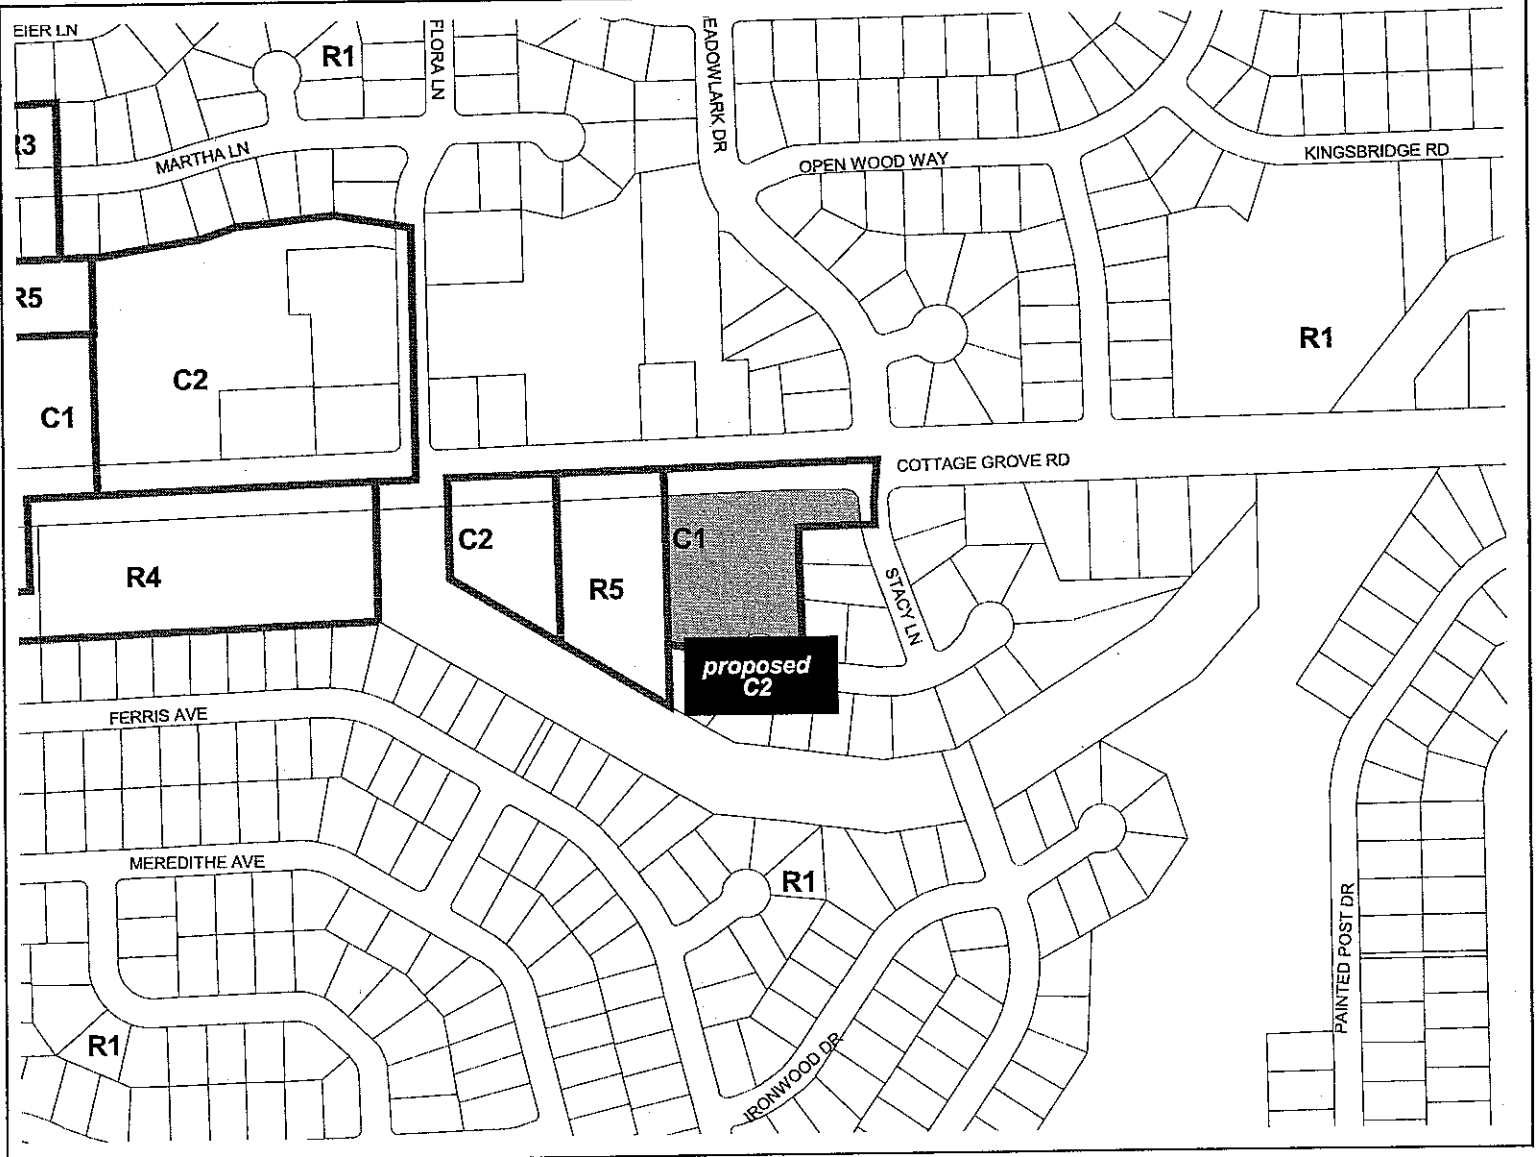 EIER LN
R1
FLORA LN
EADOWLARK DR
R3
MARTHA LN
OPEN WOOD WAY
KINGSBRIDGE RD
R5
C2
R1
C1
COTTAGE GROVE RD
C2
C1
R4
R5
STACY LN
proposed
C2
FERRIS AVE
MEREDITHE AVE
R1
PAINTED POST DR
R1
IRONWOOD DR